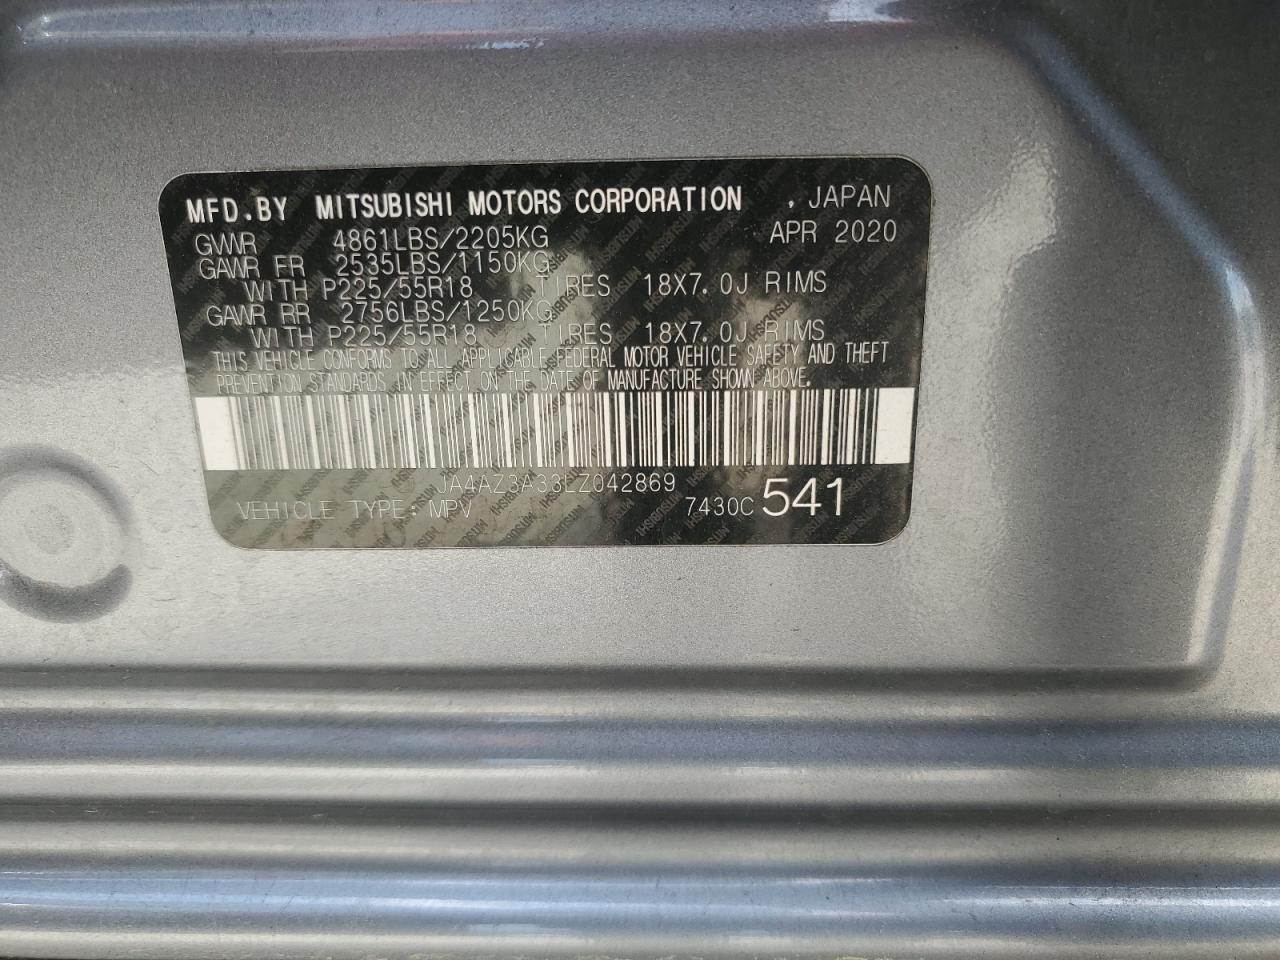 MFD.BY MITSUBISHI MOTORS CORPORATION , JAPAN
GVWR 4861LBS/2205KG APR 2020
GAWR FR 2535LBS/1150KG
WITH P225/55R18 TIRES 18X7.0J RIMS
GAWR RR 2756LBS/1250KG
WITH P225/55R18 TIRES 18X7.0J RIMS
THIS VEHICLE CONFORMS TO ALL APPLICABLE FEDERAL MOTOR VEHICLE SAFETY AND THEFT
PREVENTION STANDARDS IN EFFECT ON THE DATE OF MANUFACTURE SHOWN ABOVE.
JA4AZ3A33LZ042869
VEHICLE TYPE: MPV 7430C 541